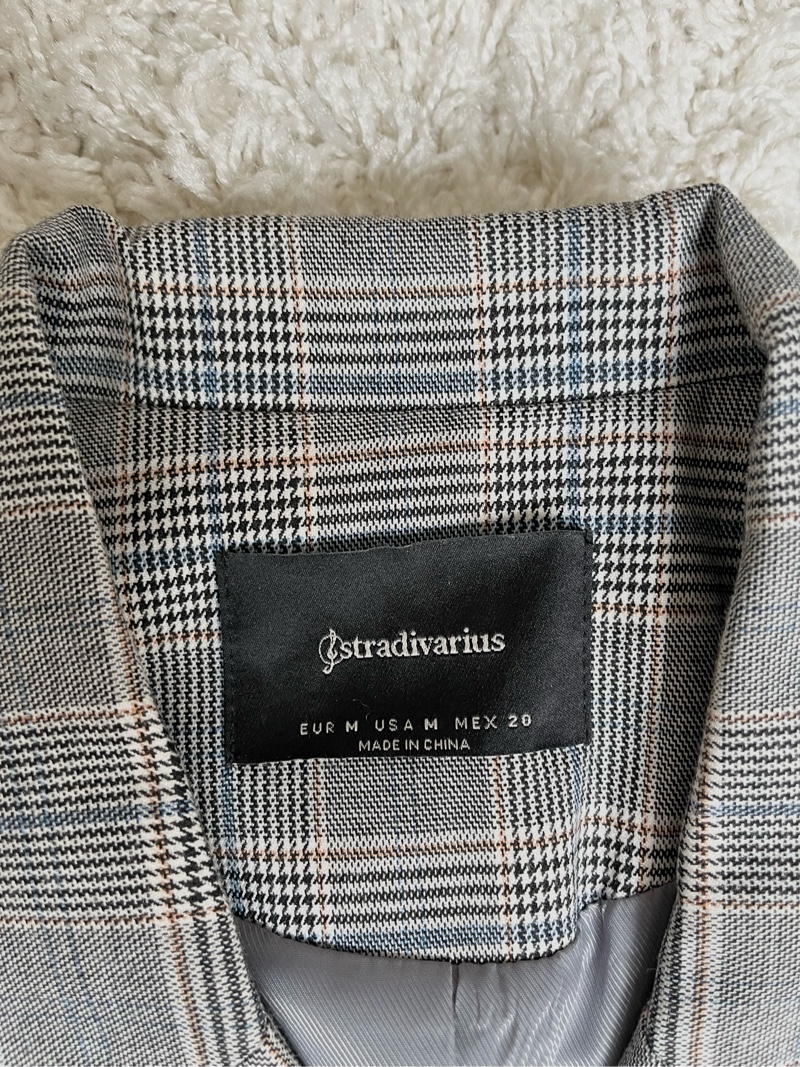 stradivarius
EUR M USA M MEX 28
MADE IN CHINA